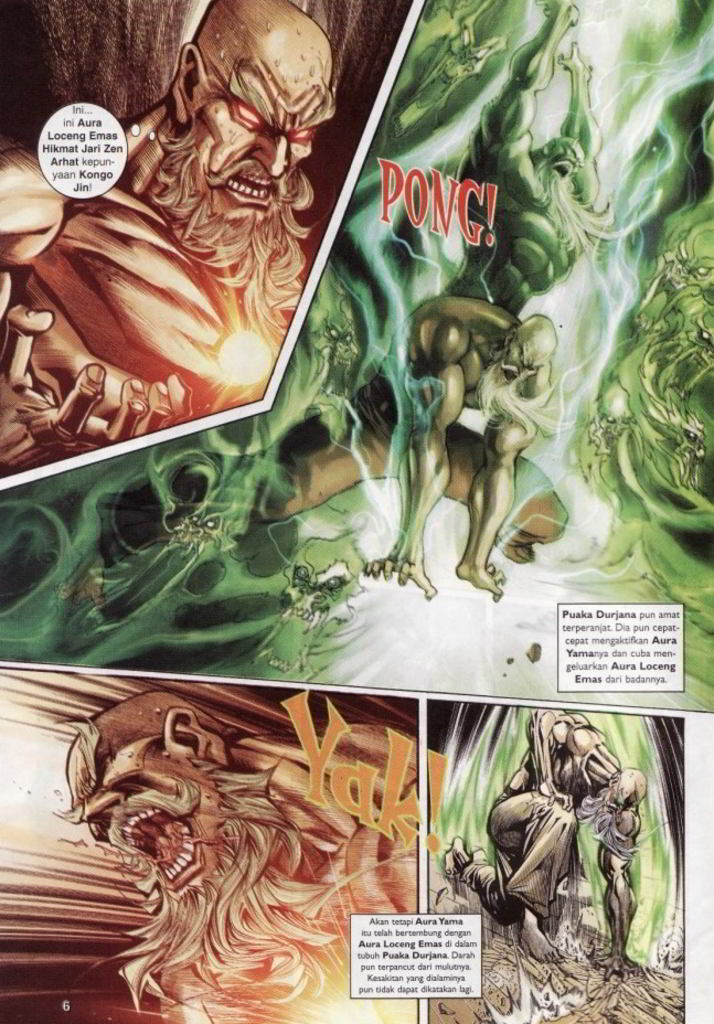 Ini...
ini Aura
Loceng Emas
Hikmat Jari Zen
Arhat kepun-
yaan Kongo
Jin!
PONG!
Puaka Durjana pun amat
terperanjat. Dia pun cepat-
cepat mengaktifkan Aura
Yamanya dan cuba men-
geluarkan Aura Loceng
Emas dari badannya.
Yak!
Akan tetapi Aura Yama
itu telah bertembung dengan
Aura Loceng Emas di dalam
tubuh Puaka Durjana. Darah
pun terpancut dari mulutnya.
Kesakitan yang dialaminya
pun tidak dapat dikatakan lagi.
6